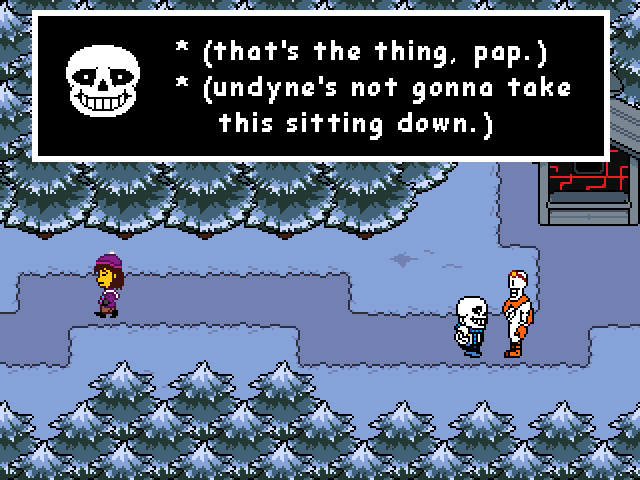 * (that's the thing, pap.)
* (undyne's not gonna take
this sitting down.)